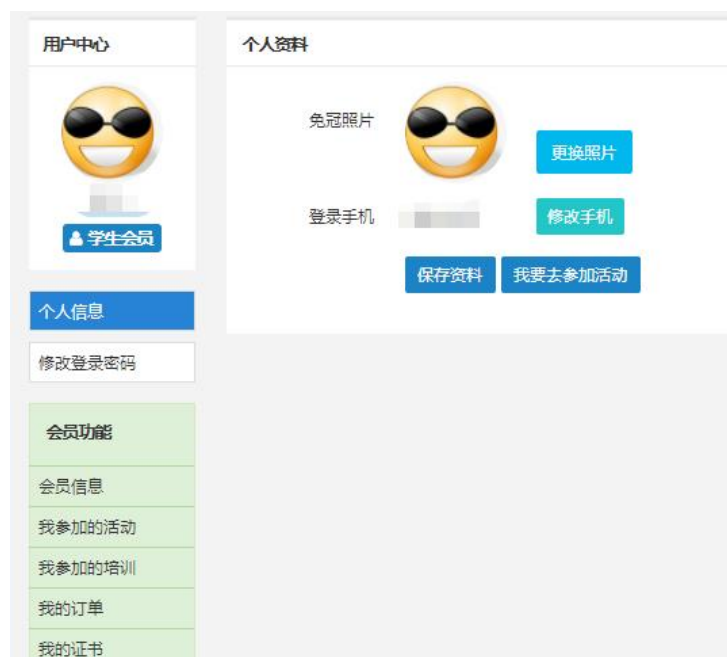 用户中心
学生会员
个人信息
修改登录密码
会员功能
会员信息
我参加的活动
我参加的培训
我的订单
我的证书
个人资料
免冠照片
更换照片
登录手机
修改手机
保存资料 我要去参加活动